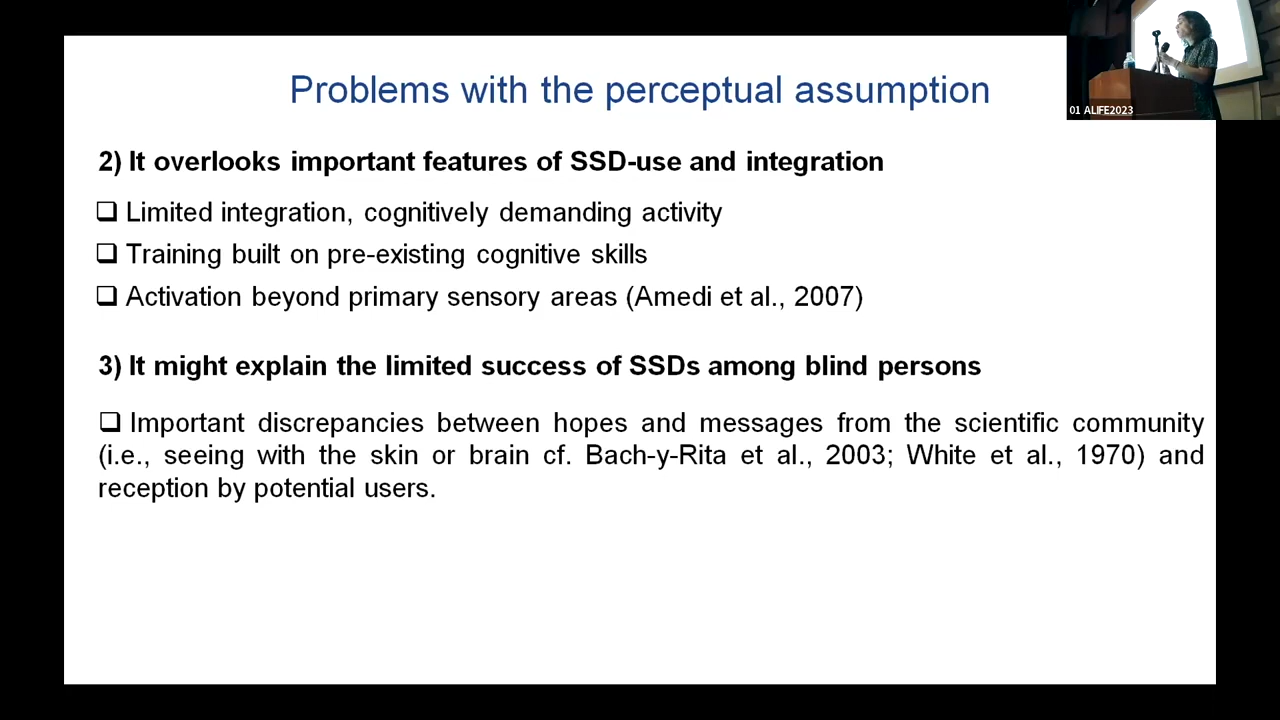 01 ALIFE2023
Problems with the perceptual assumption
2) It overlooks important features of SSD-use and integration
❑ Limited integration, cognitively demanding activity
❑ Training built on pre-existing cognitive skills
❑ Activation beyond primary sensory areas (Amedi et al., 2007)
3) It might explain the limited success of SSDs among blind persons
❑ Important discrepancies between hopes and messages from the scientific community
(i.e., seeing with the skin or brain cf. Bach-y-Rita et al., 2003; White et al., 1970) and
reception by potential users.